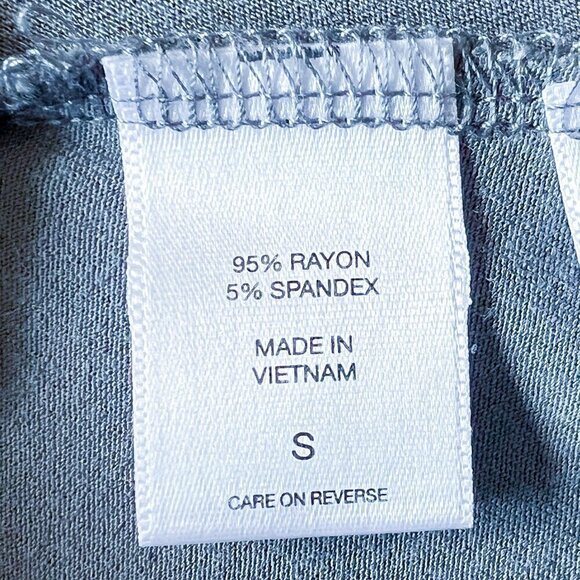 95% RAYON
5% SPANDEX
MADE IN
VIETNAM
S
CARE ON REVERSE